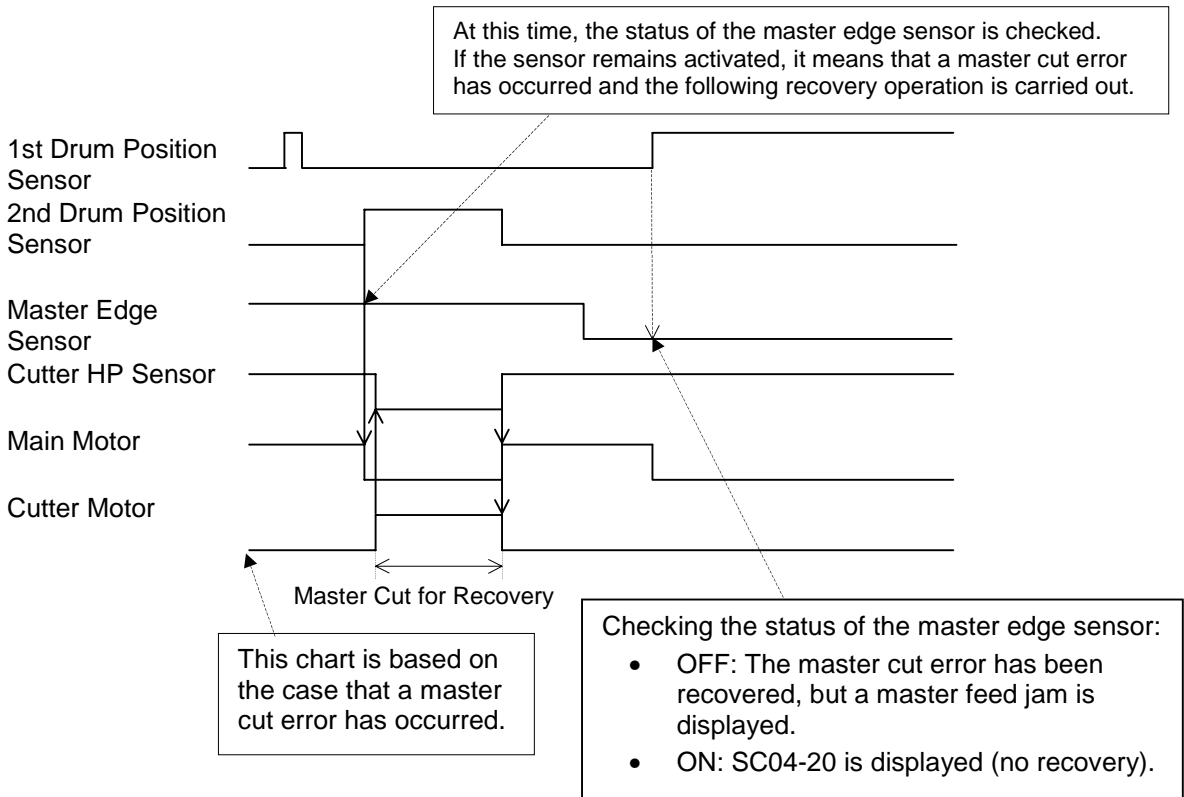 At this time, the status of the master edge sensor is checked.
If the sensor remains activated, it means that a master cut error
has occurred and the following recovery operation is carried out.
1st Drum Position
Sensor
2nd Drum Position
Sensor
Master Edge
Sensor
Cutter HP Sensor
Main Motor
Cutter Motor
Master Cut for Recovery
This chart is based on
the case that a master
cut error has occurred.
Checking the status of the master edge sensor:
• OFF: The master cut error has been
recovered, but a master feed jam is
displayed.
• ON: SC04-20 is displayed (no recovery).